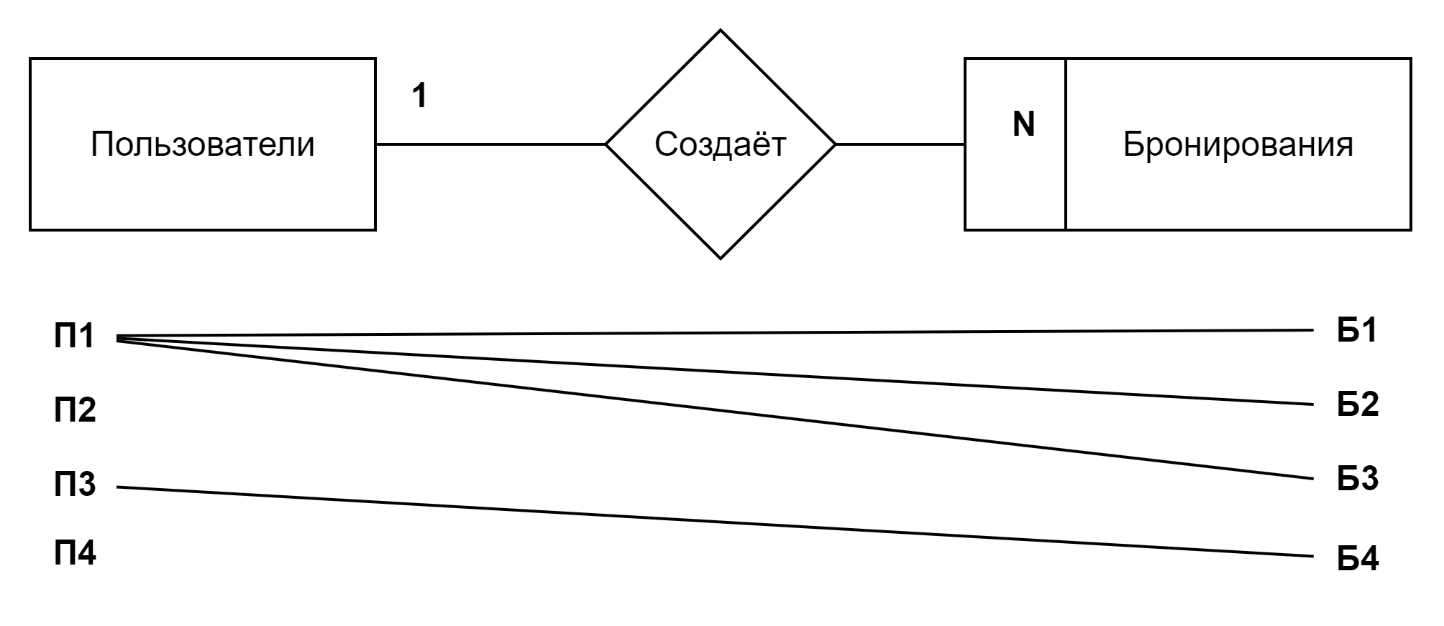 1
Пользователи
Создаёт
N
Бронирования
П1
Б1
П2
Б2
П3
Б3
П4
Б4